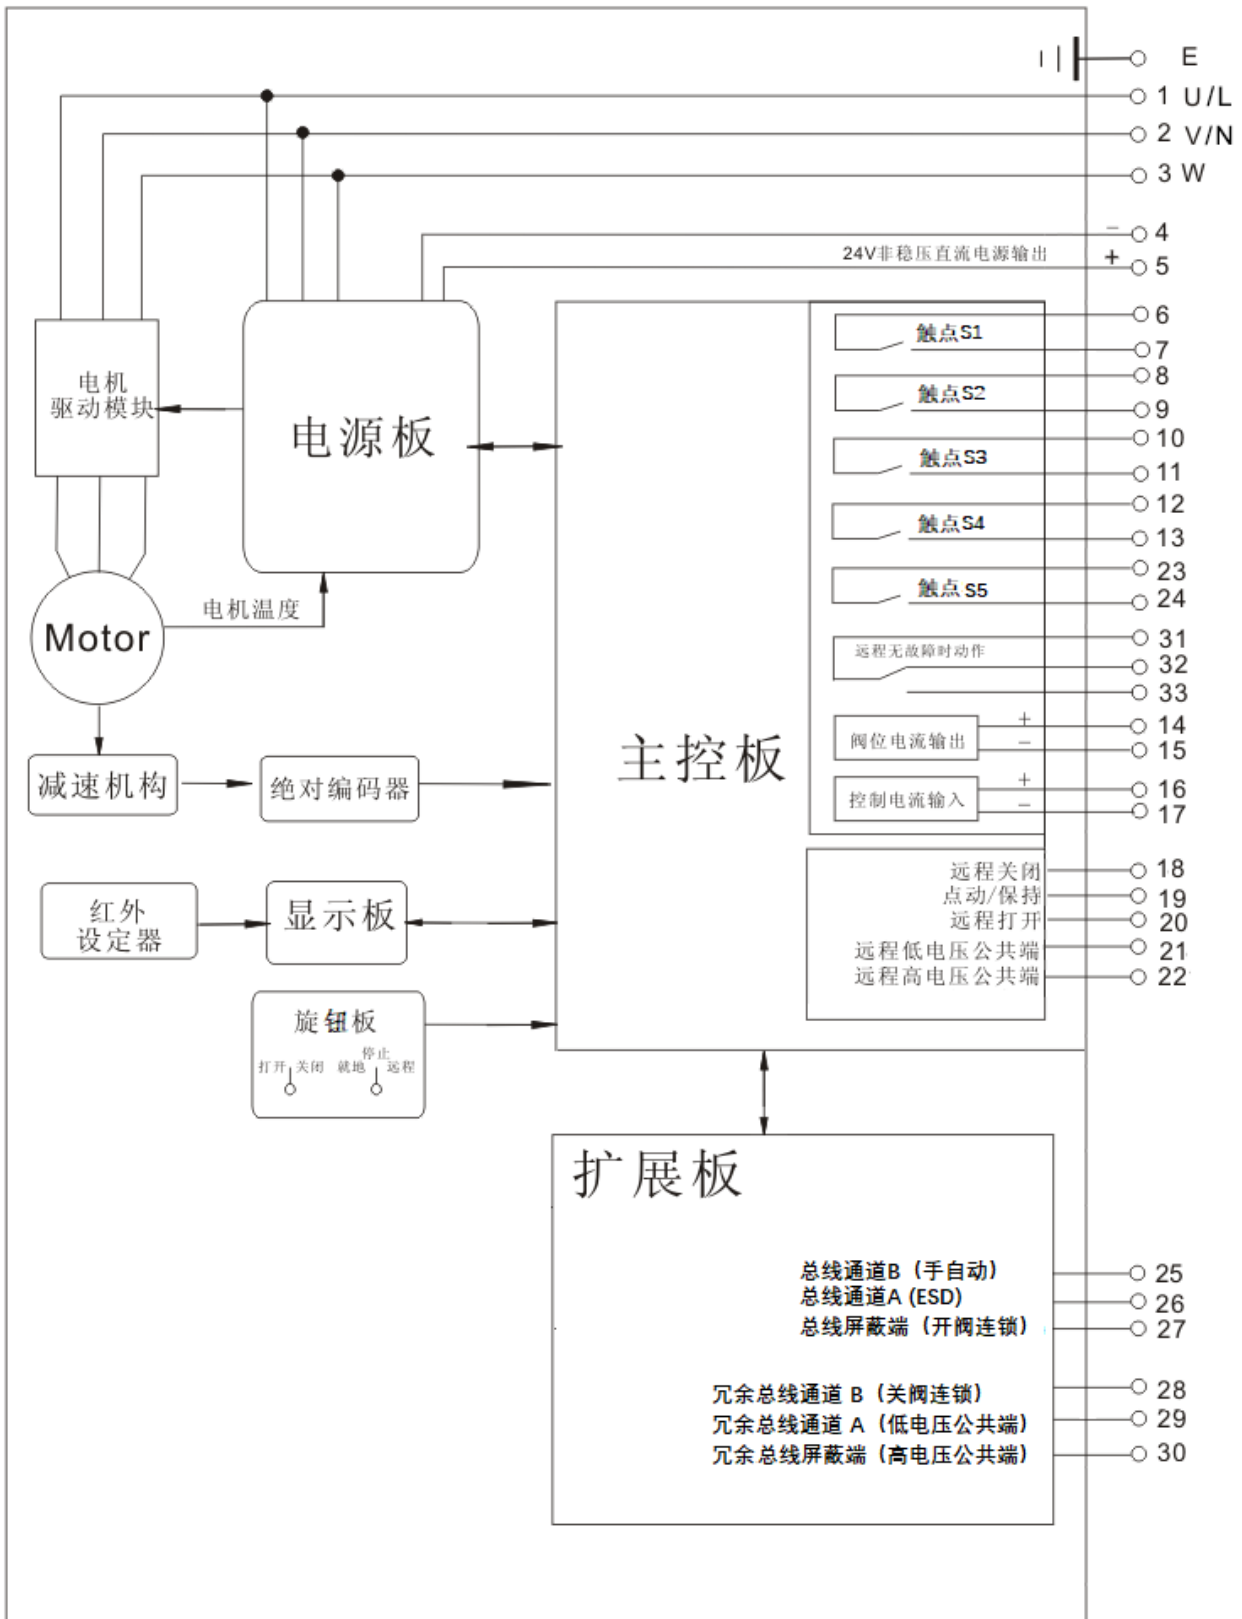 E
1 U/L
2 V/N
3 W
− 4
24V非稳压直流电源输出
+ 5
6
触点S1
7
8
触点S2
9
10
触点S3
11
12
触点S4
13
23
触点S5
24
31
远程无故障时动作
32
33
+ 14
阀位电流输出
− 15
+ 16
控制电流输入
− 17
远程关闭 18
点动/保持 19
远程打开 20
远程低电压公共端 21
远程高电压公共端 22
电机
驱动模块
电源板
Motor
电机温度
主控板
减速机构
绝对编码器
红外
设定器
显示板
旋钮板
打开 关闭
就地 停止 远程
扩展板
总线通道B（手自动） 25
总线通道A (ESD) 26
总线屏蔽端（开阀连锁） 27
冗余总线通道 B（关阀连锁） 28
冗余总线通道 A（低电压公共端） 29
冗余总线屏蔽端（高电压公共端） 30